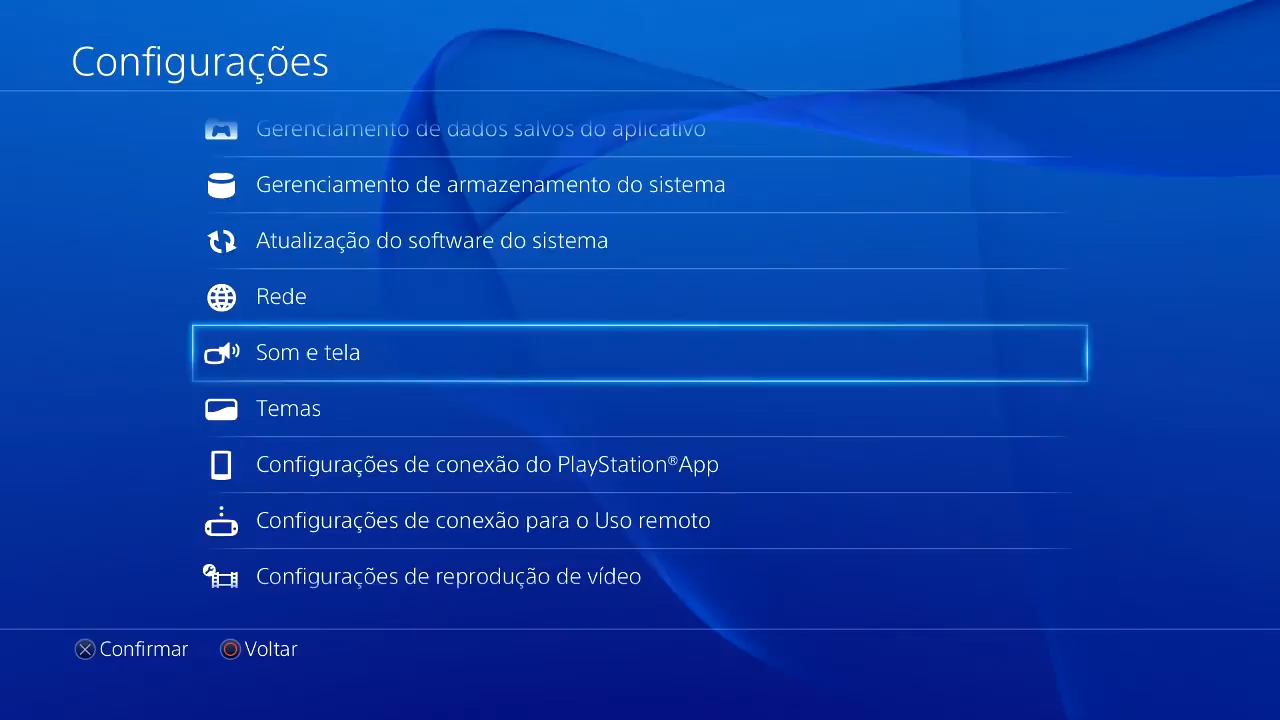 Configurações
Gerenciamento de dados salvos do aplicativo
Gerenciamento de armazenamento do sistema
Atualização do software do sistema
Rede
Som e tela
Temas
Configurações de conexão do PlayStation®App
Configurações de conexão para o Uso remoto
Configurações de reprodução de vídeo
Confirmar Voltar